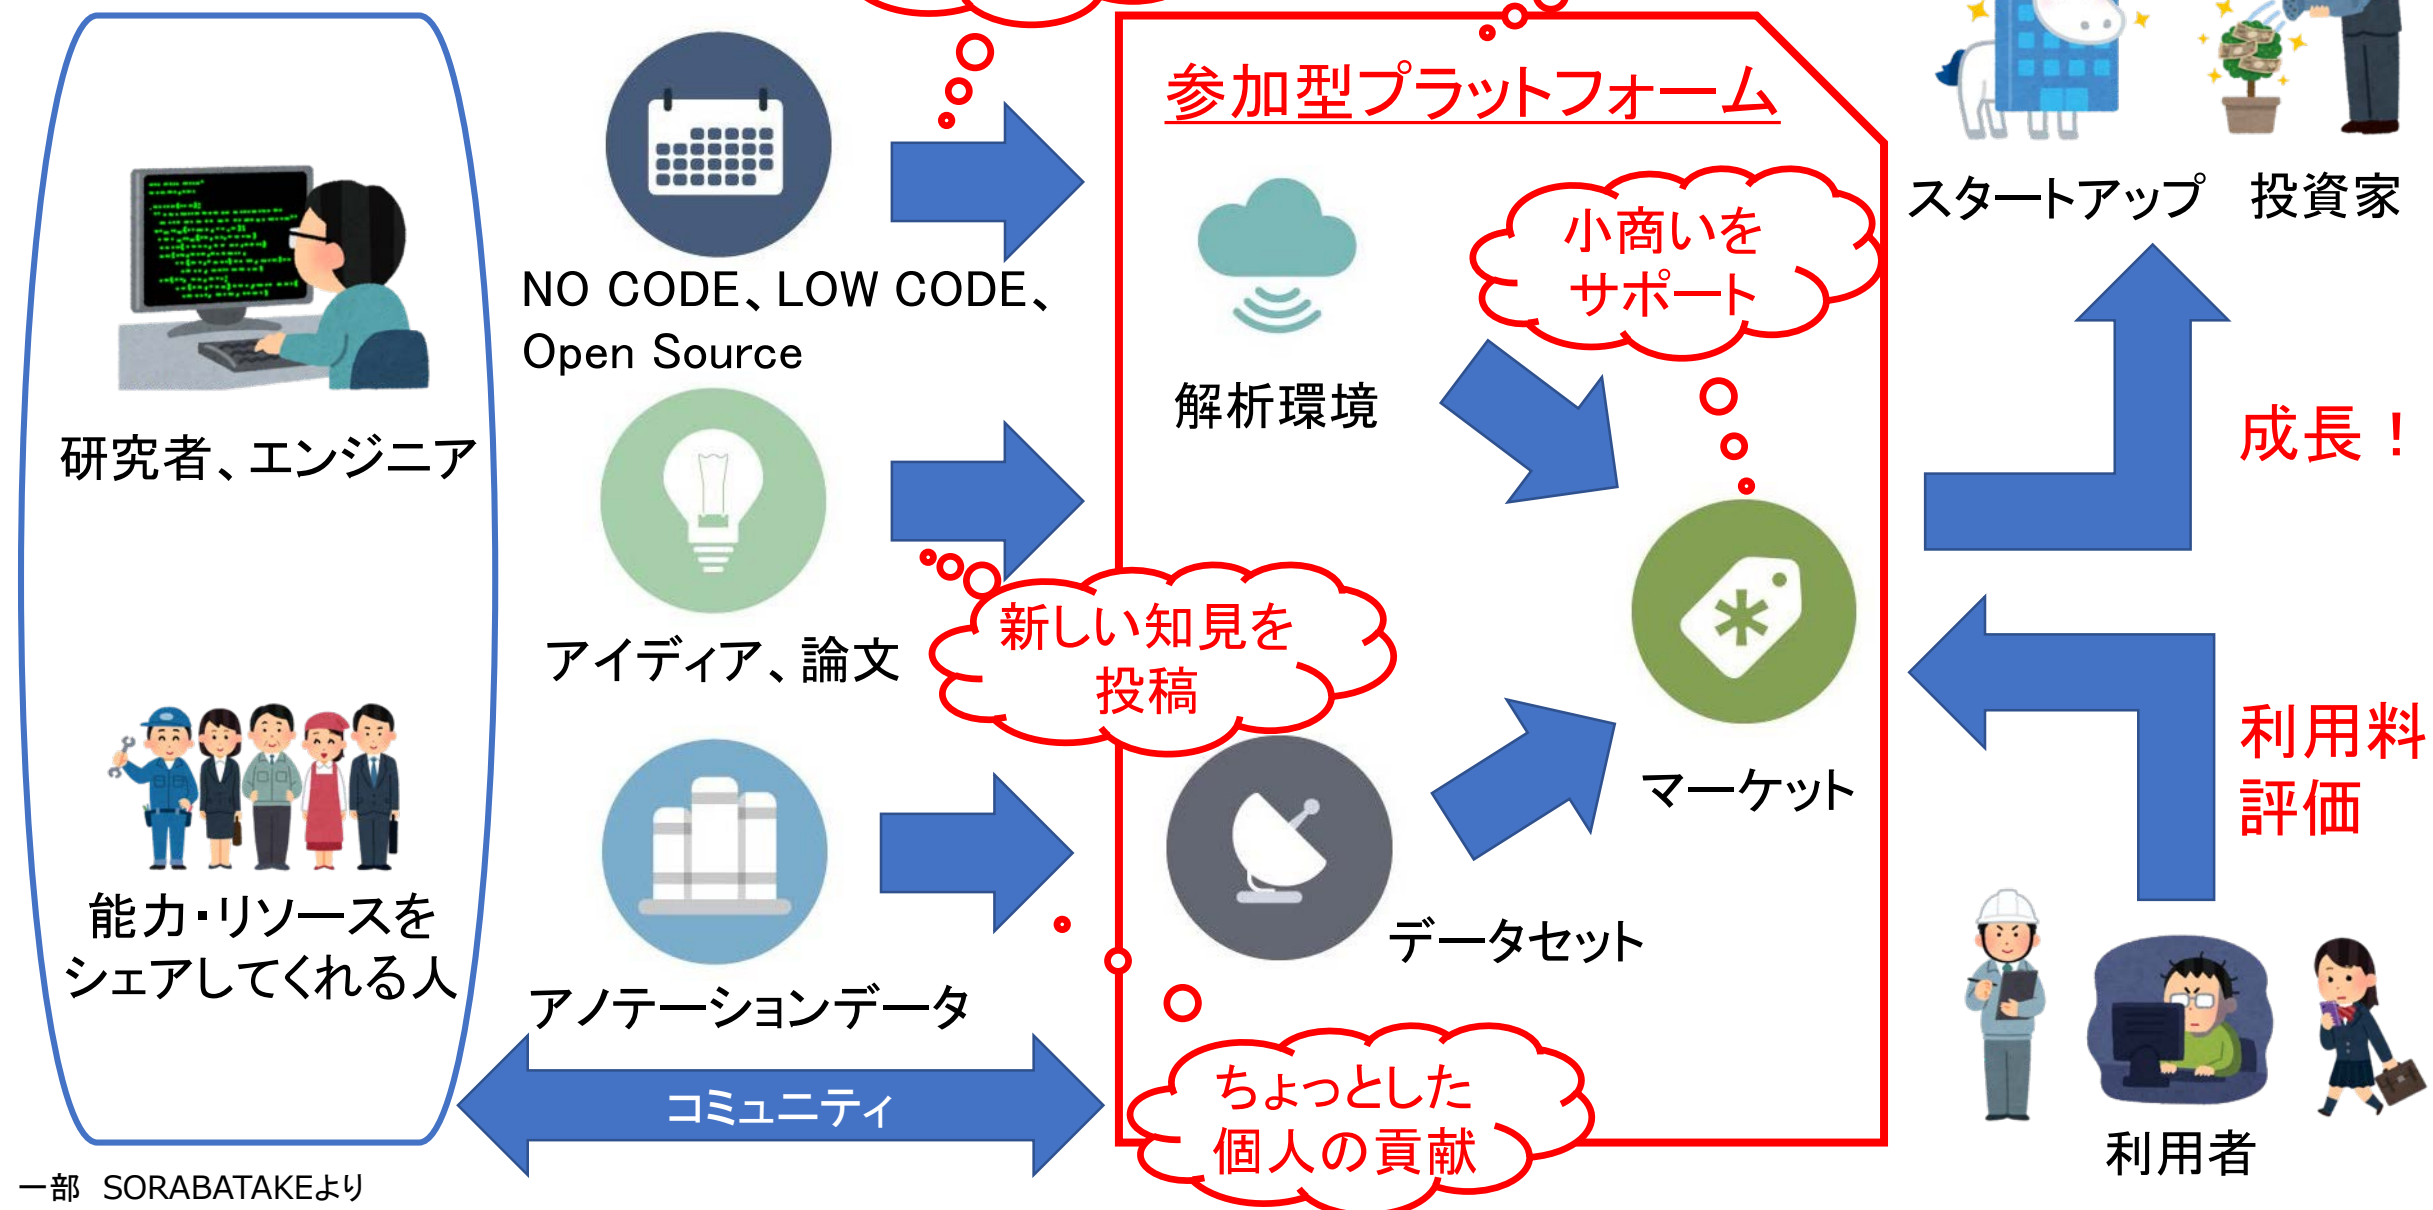 参加型プラットフォーム
研究者、エンジニア
能力・リソースを
シェアしてくれる人
NO CODE、LOW CODE、
Open Source
アイディア、論文
アノテーションデータ
コミュニティ
解析環境
小商いを
サポート
新しい知見を
投稿
マーケット
データセット
ちょっとした
個人の貢献
スタートアップ
投資家
成長！
利用料
評価
利用者
一部 SORABATAKEより